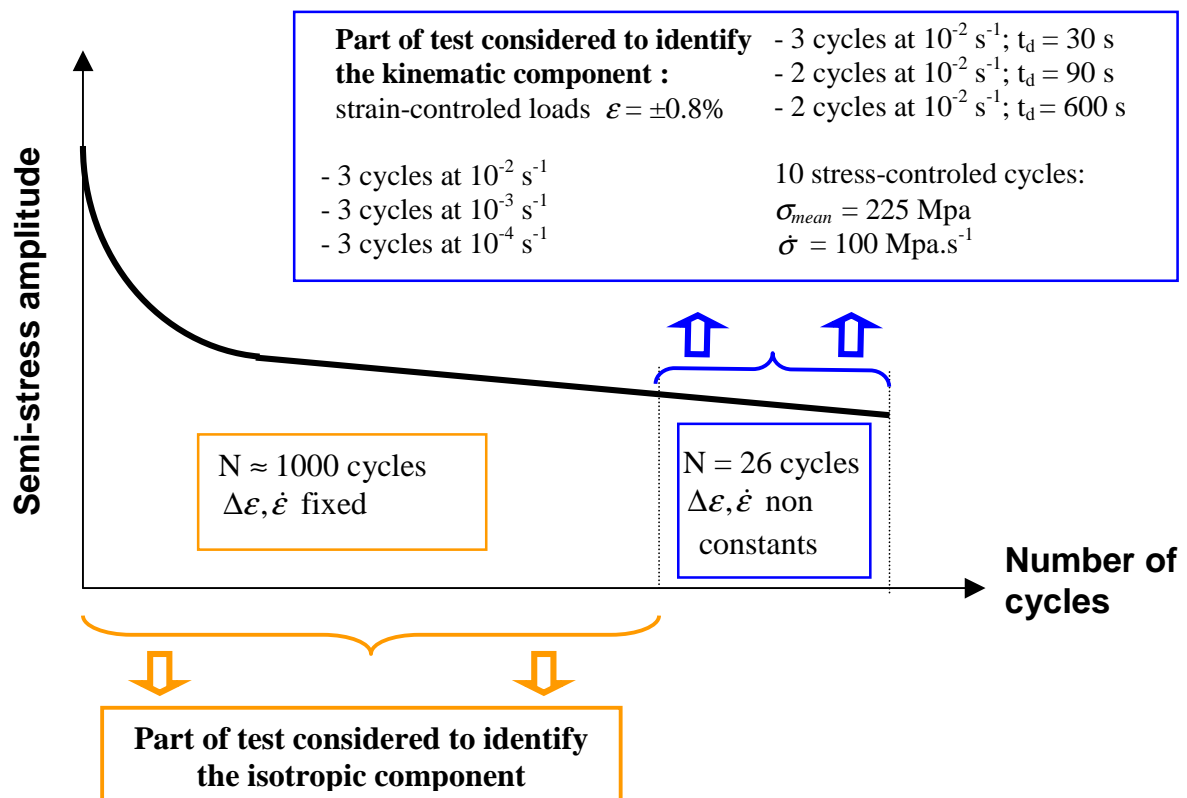 Part of test considered to identify
the kinematic component :
strain-controled loads ε = ±0.8%
- 3 cycles at 10⁻² s⁻¹
- 3 cycles at 10⁻³ s⁻¹
- 3 cycles at 10⁻⁴ s⁻¹
- 3 cycles at 10⁻² s⁻¹; t_d = 30 s
- 2 cycles at 10⁻² s⁻¹; t_d = 90 s
- 2 cycles at 10⁻² s⁻¹; t_d = 600 s
10 stress-controled cycles:
σ_mean = 225 Mpa
σ̇ = 100 Mpa.s⁻¹
Semi-stress amplitude
N ≈ 1000 cycles
Δε, ε̇ fixed
N = 26 cycles
Δε, ε̇ non
constants
Number of
cycles
Part of test considered to identify
the isotropic component